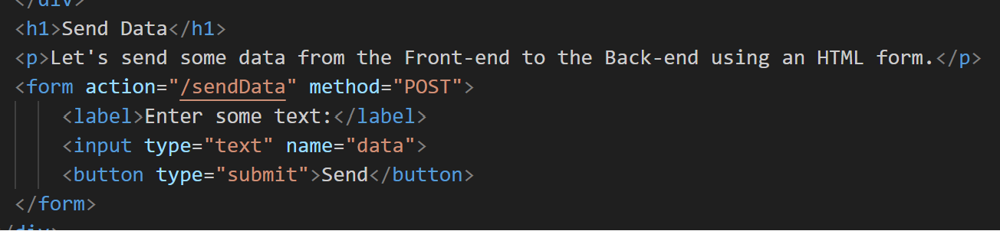 </div>
<h1>Send Data</h1>
<p>Let's send some data from the Front-end to the Back-end using an HTML form.</p>
<form action="/sendData" method="POST">
<label>Enter some text:</label>
<input type="text" name="data">
<button type="submit">Send</button>
</form>
/div>